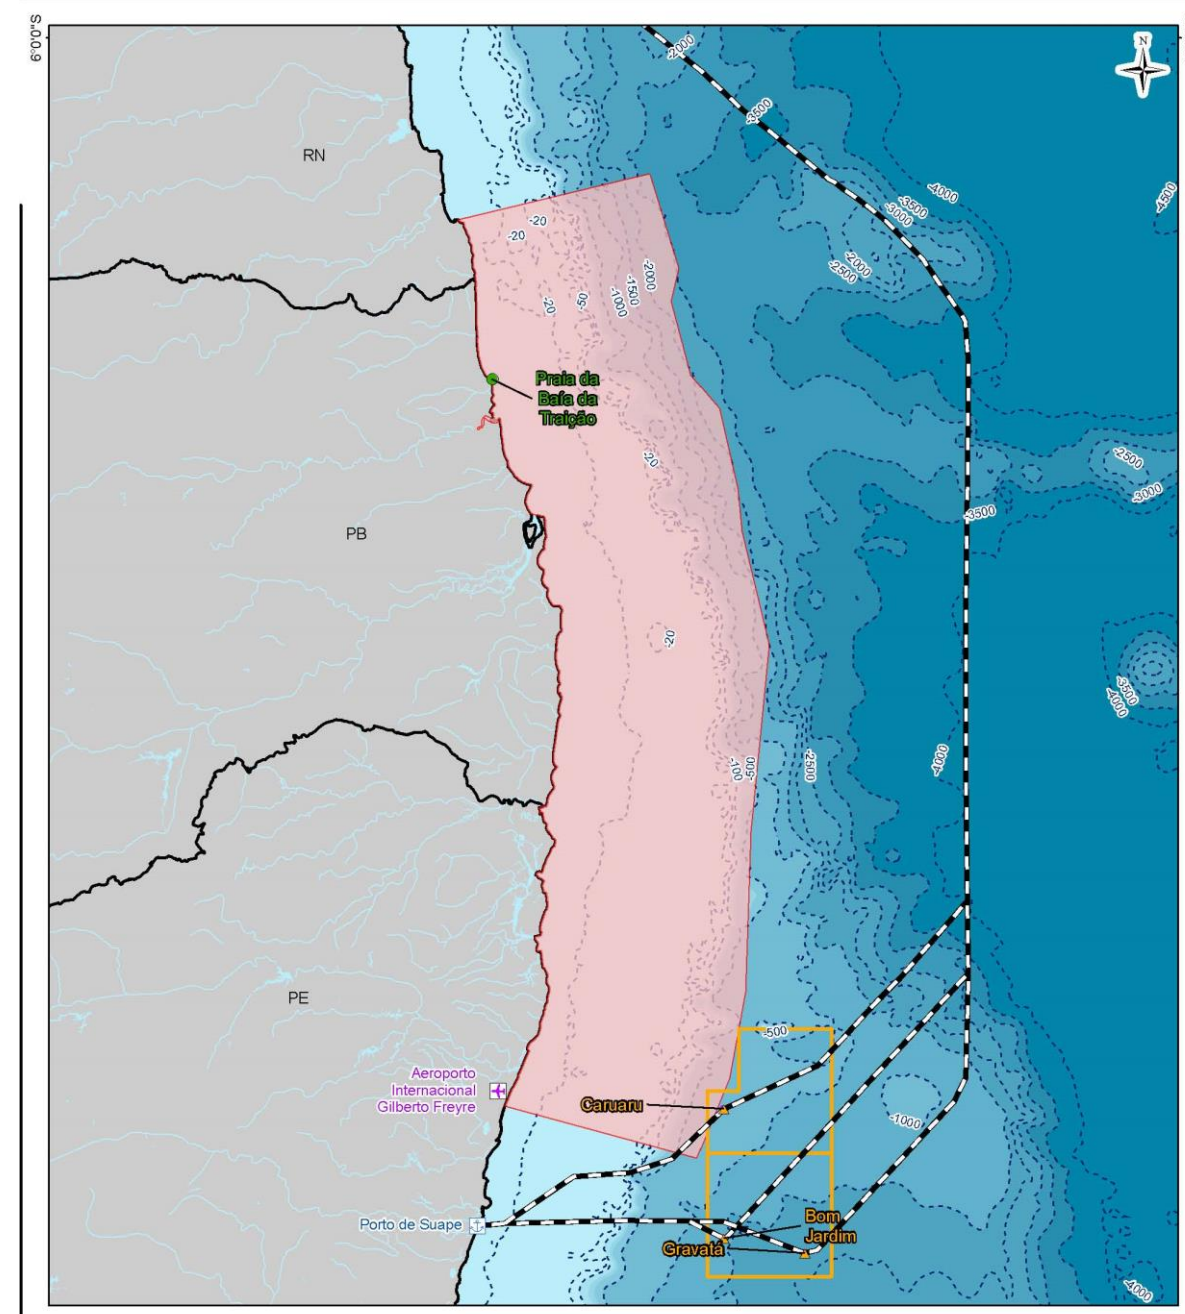 6°0'0"S
N
-2000
-3500
RN
-4000
-4500
-3500
-3000
-20
-20
-2000
-2500
-2000
-1500
-1000
-50
-20
Praia da
Baía da
Traição
-20
-2500
-3000
-3500
PB
-20
-3500
-4000
-4000
-100
-500
-2500
PE
-500
Aeroporto
Internacional
Gilberto Freyre
Caruaru
-1000
Porto de Suape
Bom
Jardim
Gravatá
-4000